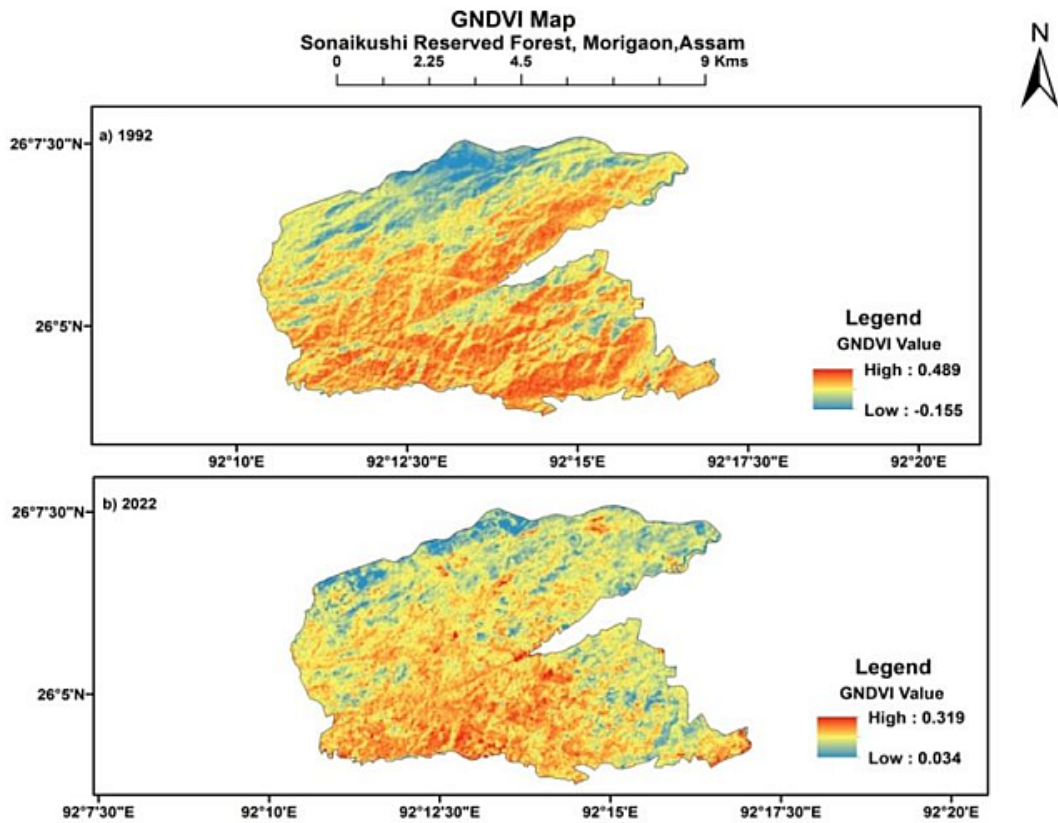 GNDVI Map
Sonaikushi Reserved Forest, Morigaon,Assam
0 2.25 4.5 9 Kms
N
a) 1992
26°7'30"N
26°5'N
Legend
GNDVI Value
High : 0.489
Low : -0.155
92°10'E 92°12'30"E 92°15'E 92°17'30"E 92°20'E
b) 2022
26°7'30"N
26°5'N
Legend
GNDVI Value
High : 0.319
Low : 0.034
92°7'30"E 92°10'E 92°12'30"E 92°15'E 92°17'30"E 92°20'E